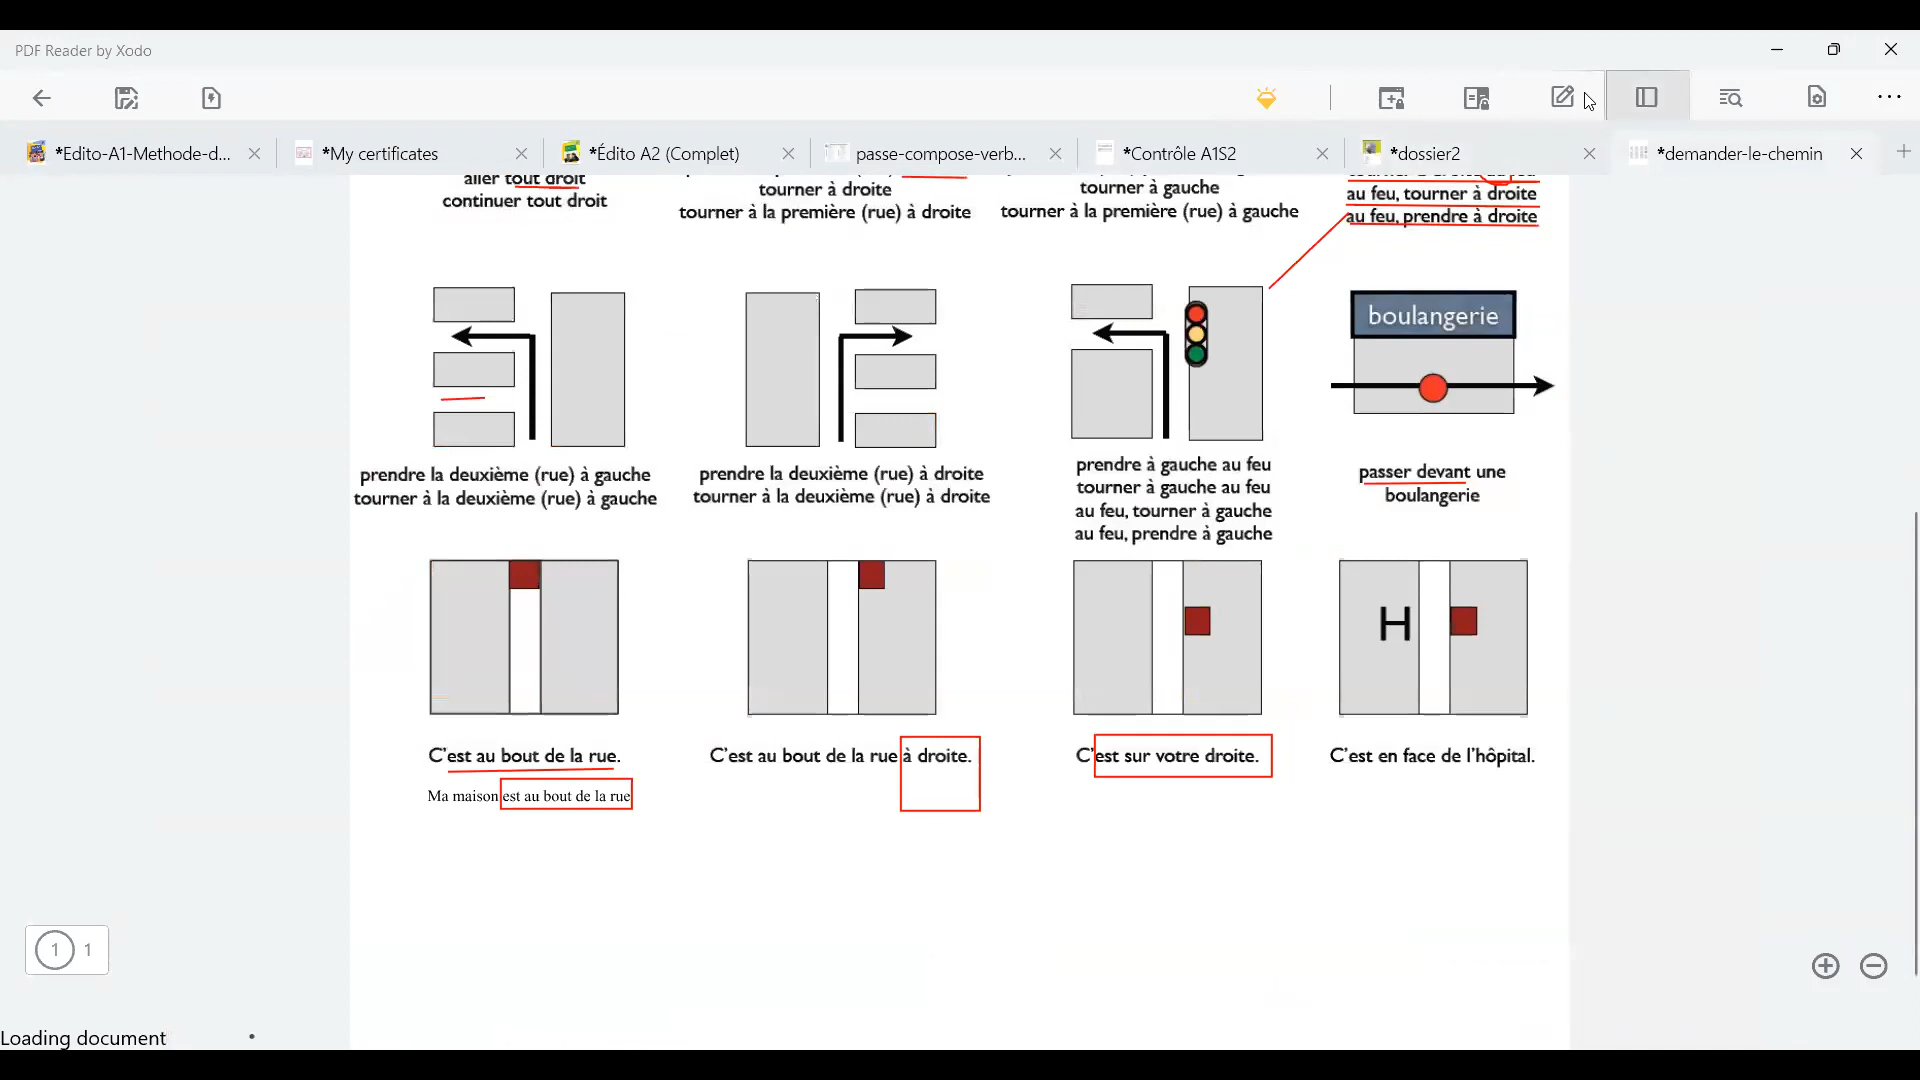 PDF Reader by Xodo
*Edito-A1-Methode-d...
*My certificates
*Édito A2 (Complet)
passe-compose-verb...
*Contrôle A1S2
*dossier2
*demander-le-chemin
aller tout droit
continuer tout droit
tourner à droite
tourner à la première (rue) à droite
tourner à gauche
tourner à la première (rue) à gauche
au feu, tourner à droite
au feu, prendre à droite
boulangerie
prendre la deuxième (rue) à gauche
tourner à la deuxième (rue) à gauche
prendre la deuxième (rue) à droite
tourner à la deuxième (rue) à droite
prendre à gauche au feu
tourner à gauche au feu
au feu, tourner à gauche
au feu, prendre à gauche
passer devant une
boulangerie
H
C'est au bout de la rue.
C'est au bout de la rue à droite.
C'est sur votre droite.
C'est en face de l'hôpital.
Ma maison est au bout de la rue
1 1
Loading document